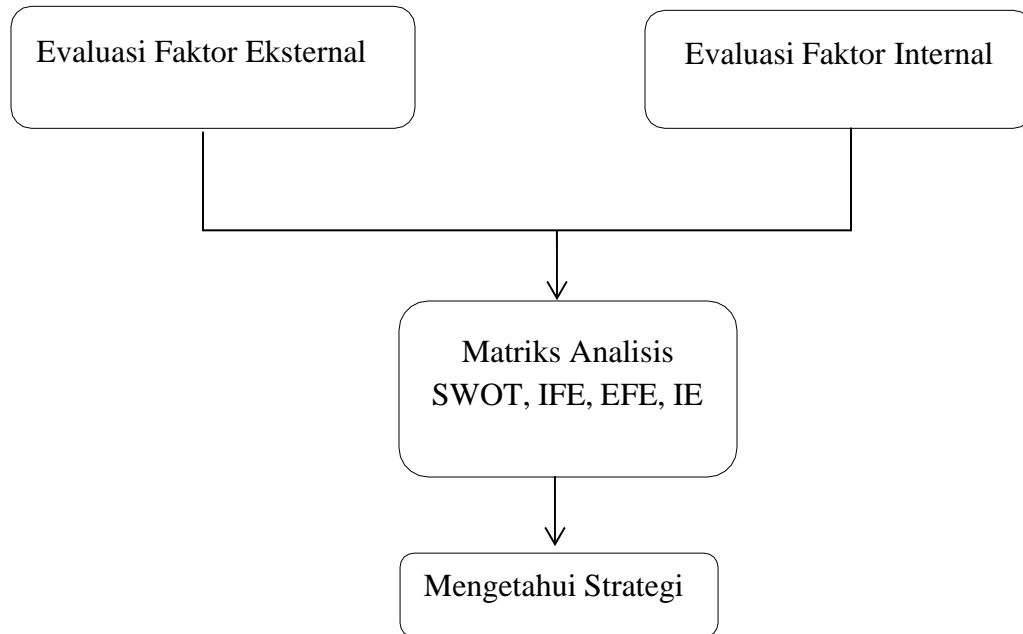 Evaluasi Faktor Eksternal
Evaluasi Faktor Internal
Matriks Analisis
SWOT, IFE, EFE, IE
Mengetahui Strategi